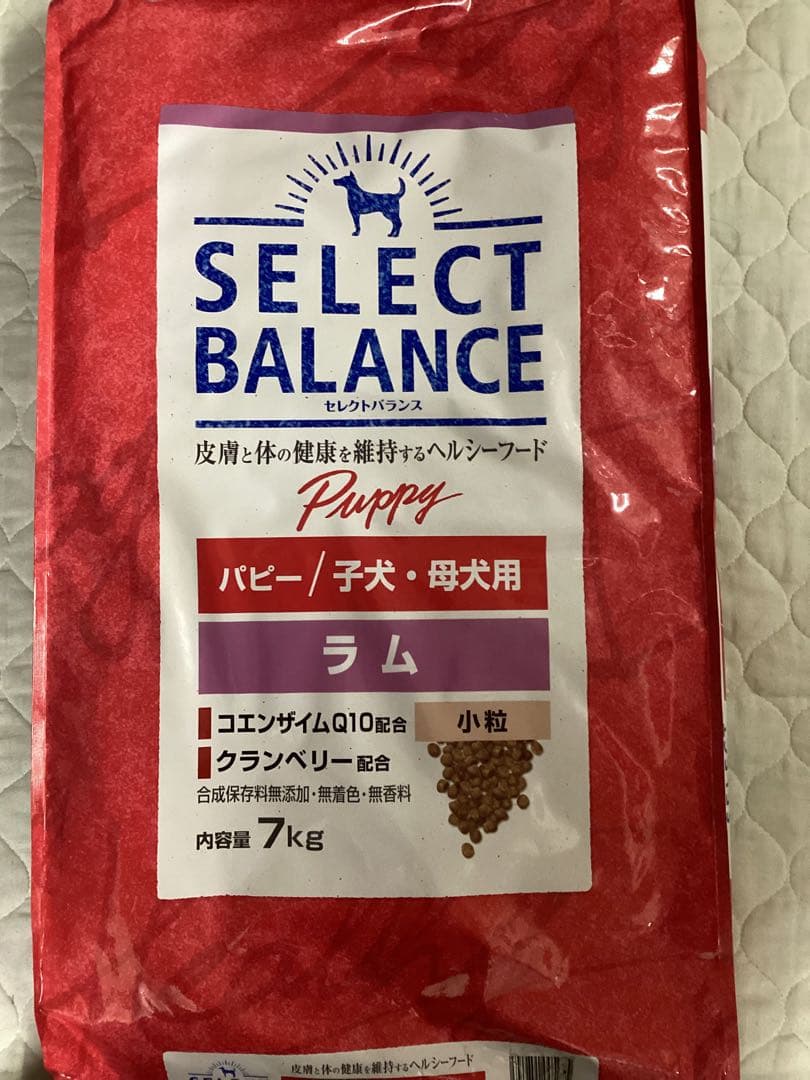 SELECT
BALANCE
セレクトバランス
皮膚と体の健康を維持するヘルシーフード
Puppy
パピー/子犬・母犬用
ラム
コエンザイムQ10配合
小粒
クランベリー配合
合成保存料無添加・無着色・無香料
内容量 7kg
皮膚と体の健康を維持するヘルシーフード